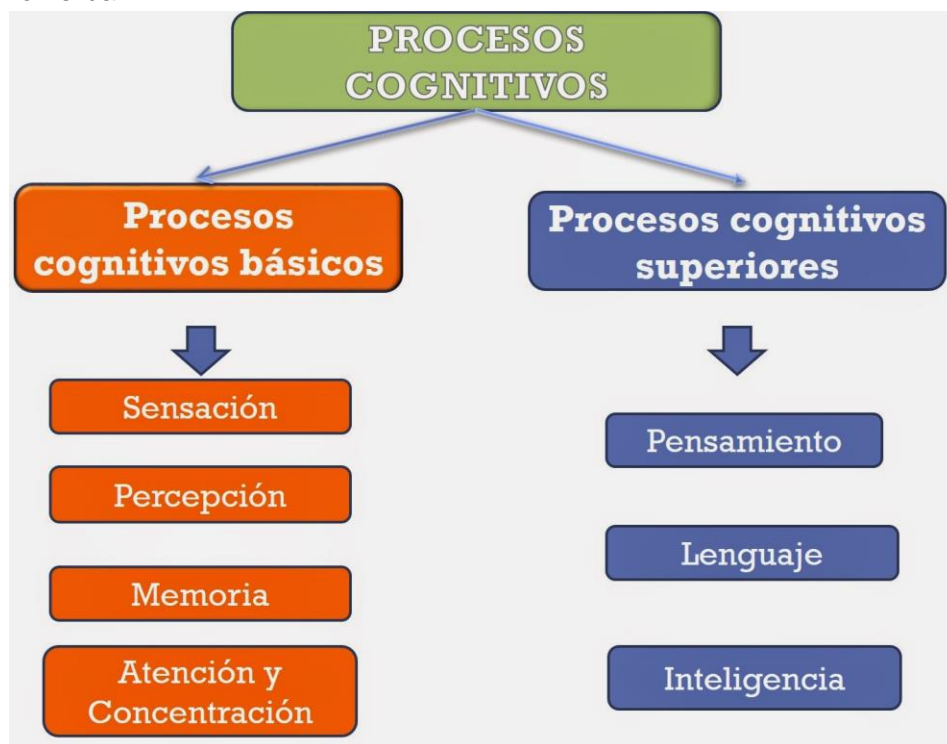 PROCESOS
COGNITIVOS
Procesos
cognitivos básicos
Sensación
Percepción
Memoria
Atención y
Concentración
Procesos cognitivos
superiores
Pensamiento
Lenguaje
Inteligencia